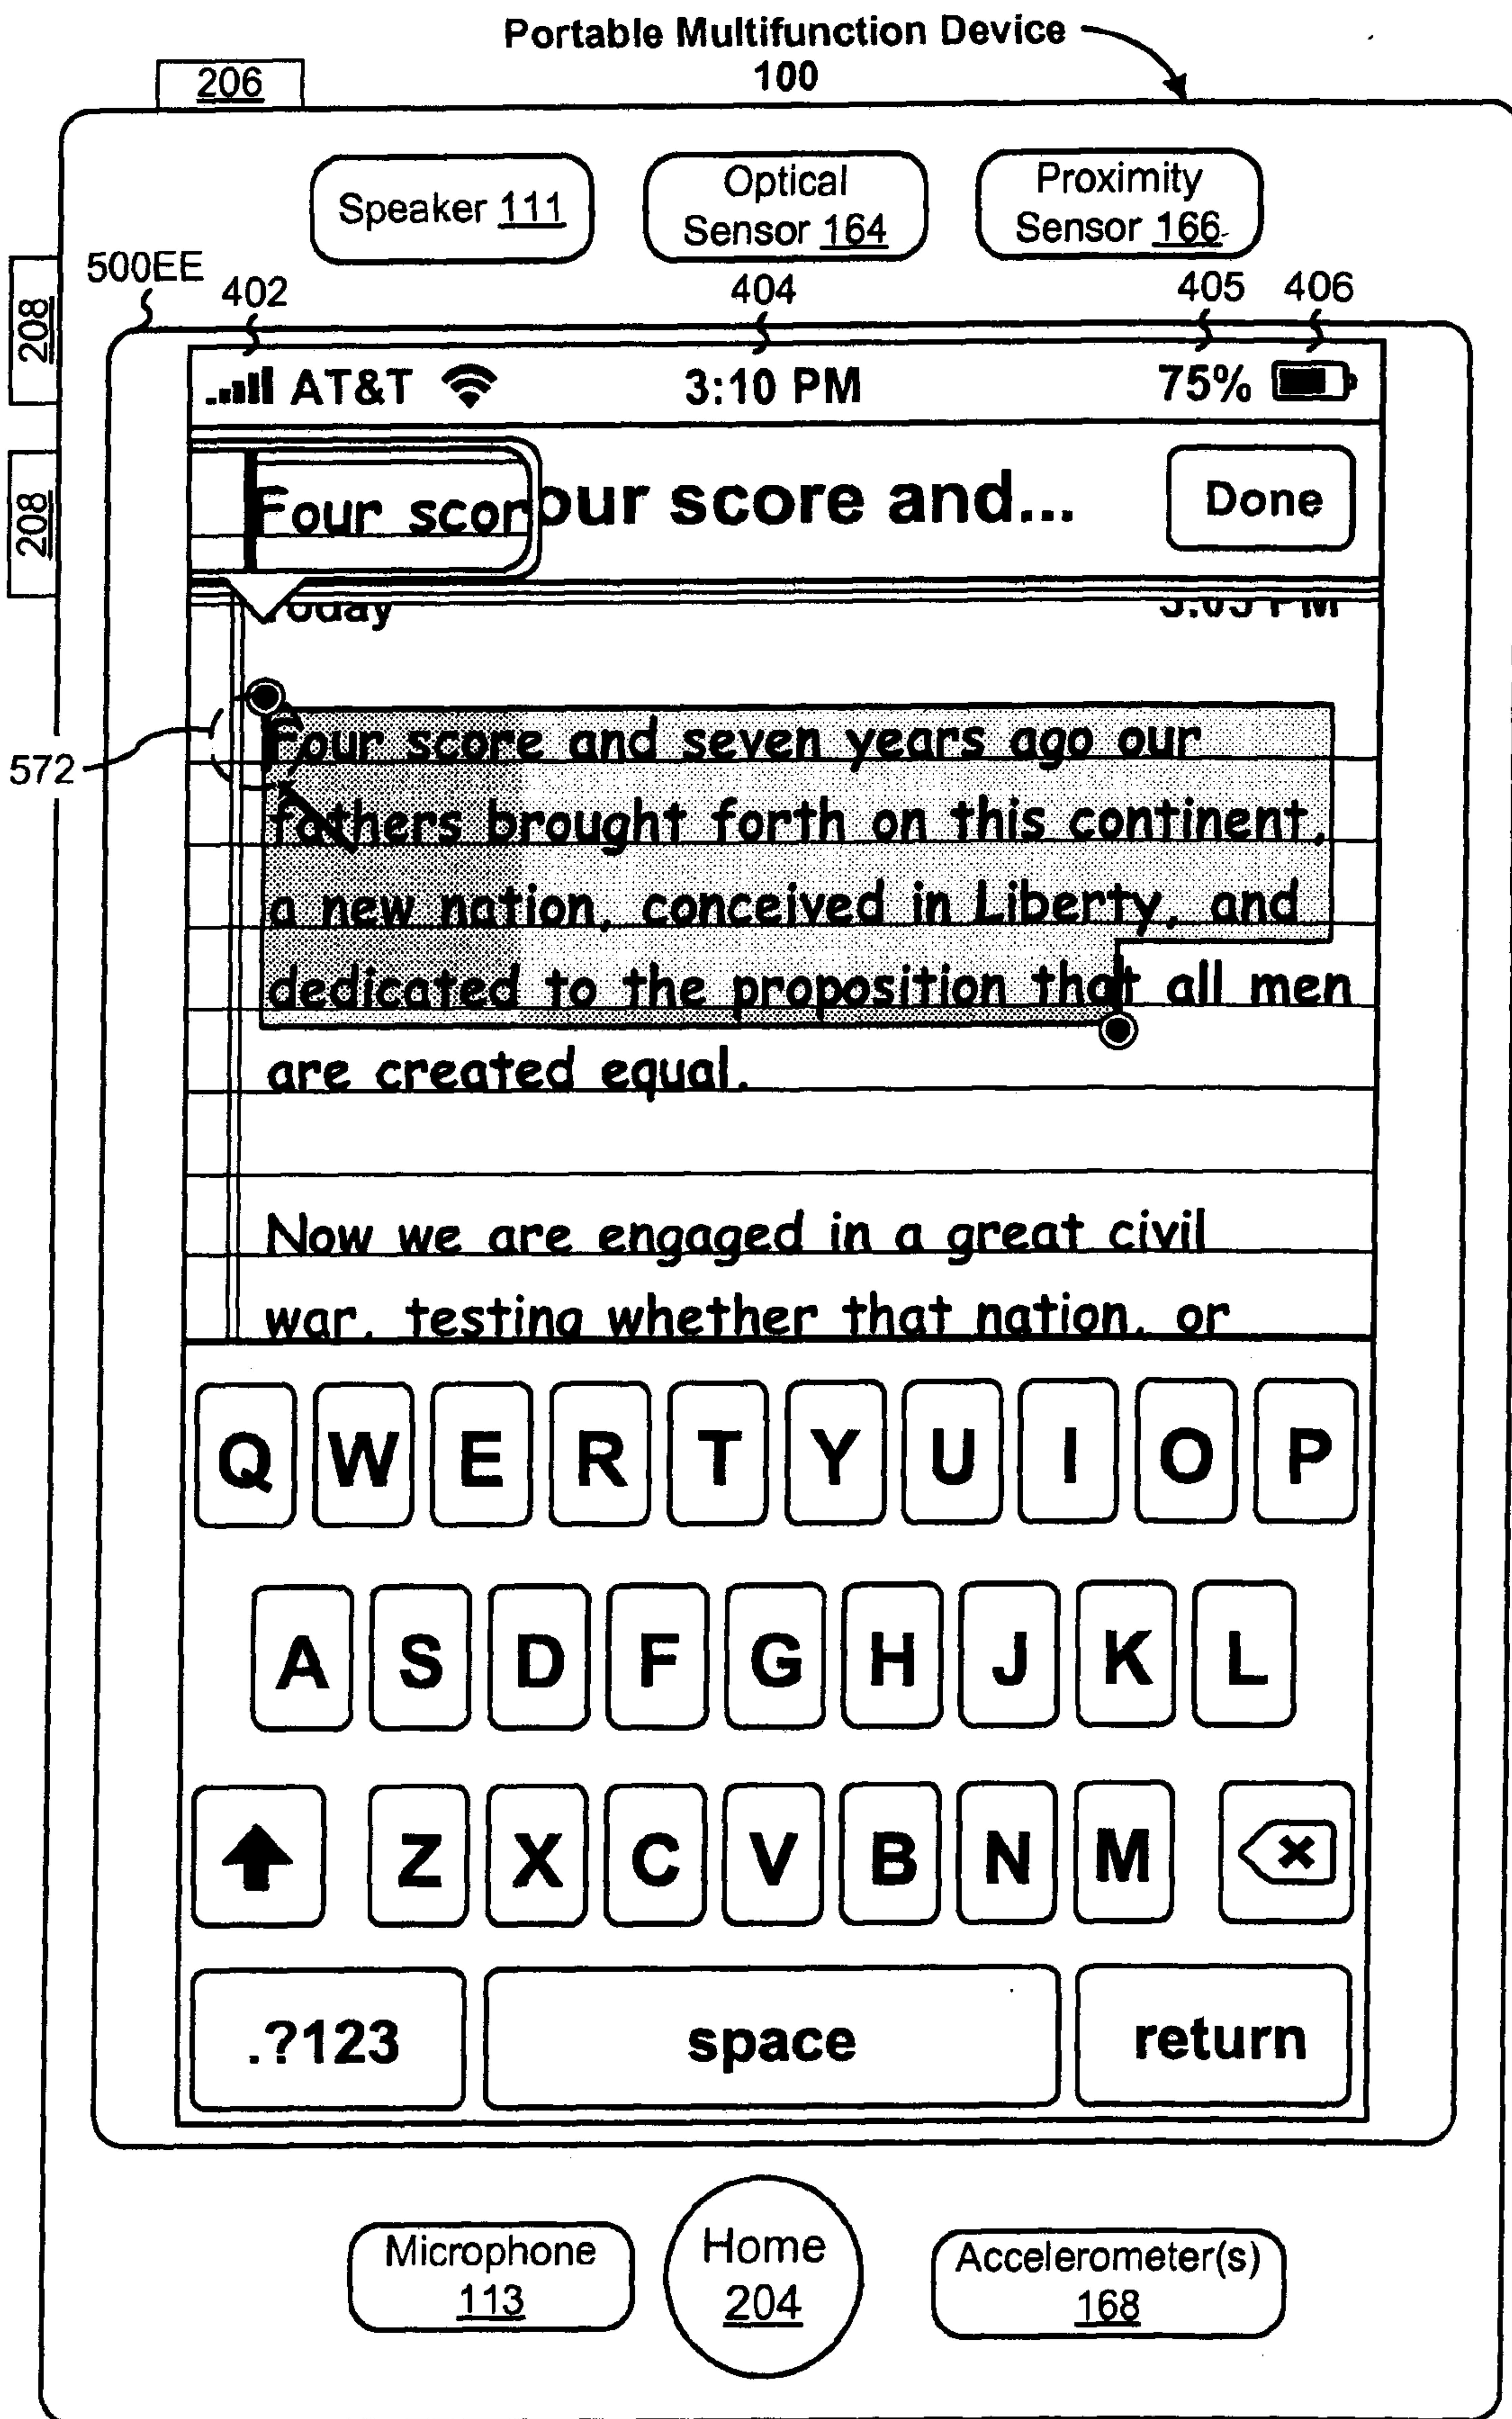 Portable Multifunction Device
100
206
Speaker 111
Optical
Sensor 164
Proximity
Sensor 166
500EE
402
404
405
406
208
208
AT&T 3:10 PM 75%
Four scor
our score and...
Done
Today 3:05 PM
572
Four score and seven years ago our
fathers brought forth on this continent,
a new nation, conceived in Liberty, and
dedicated to the proposition that all men
are created equal.
Now we are engaged in a great civil
war, testing whether that nation, or
Q W E R T Y U I O P
A S D F G H J K L
Z X C V B N M
.?123 space return
Microphone
113
Home
204
Accelerometer(s)
168